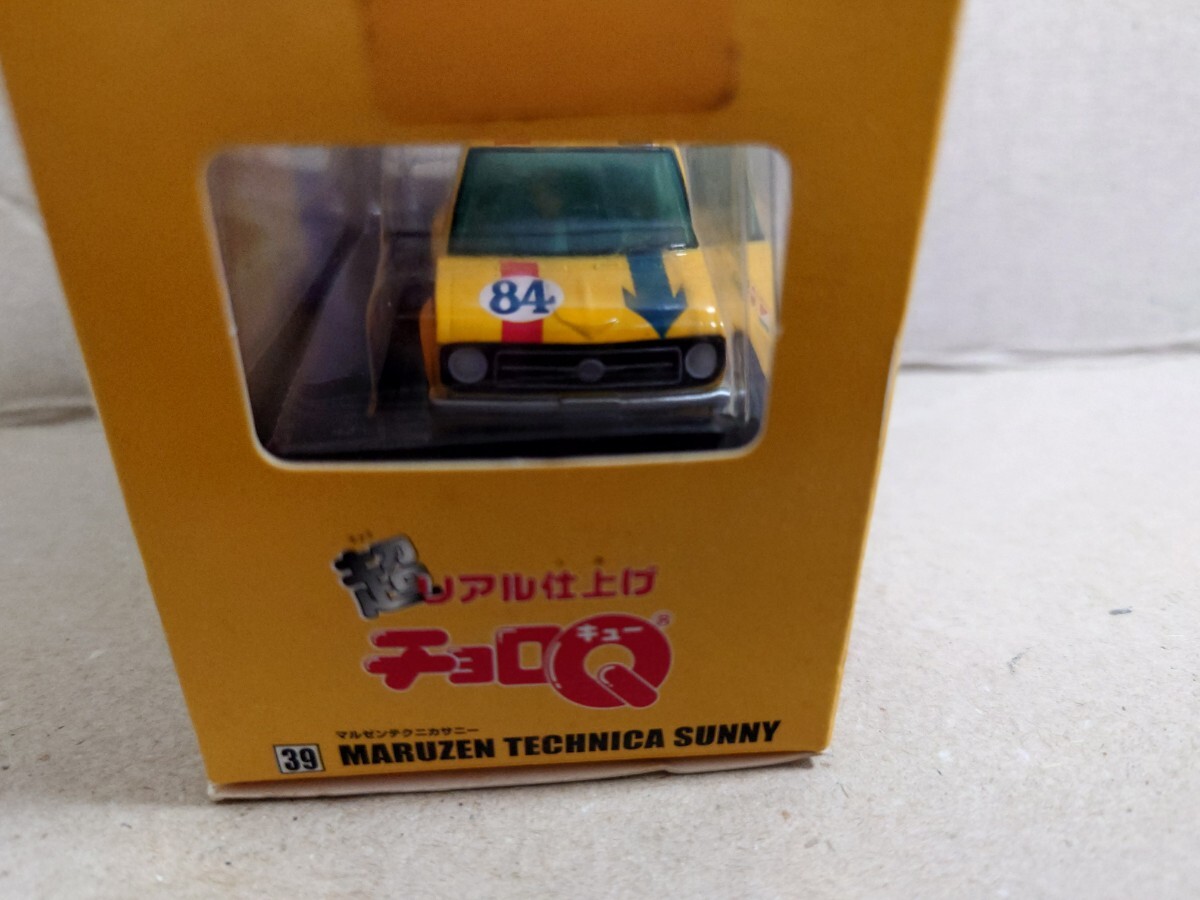 84
超リアル仕上げ
チョロQ®
キュー
マルゼンテクニカサニー
39 MARUZEN TECHNICA SUNNY